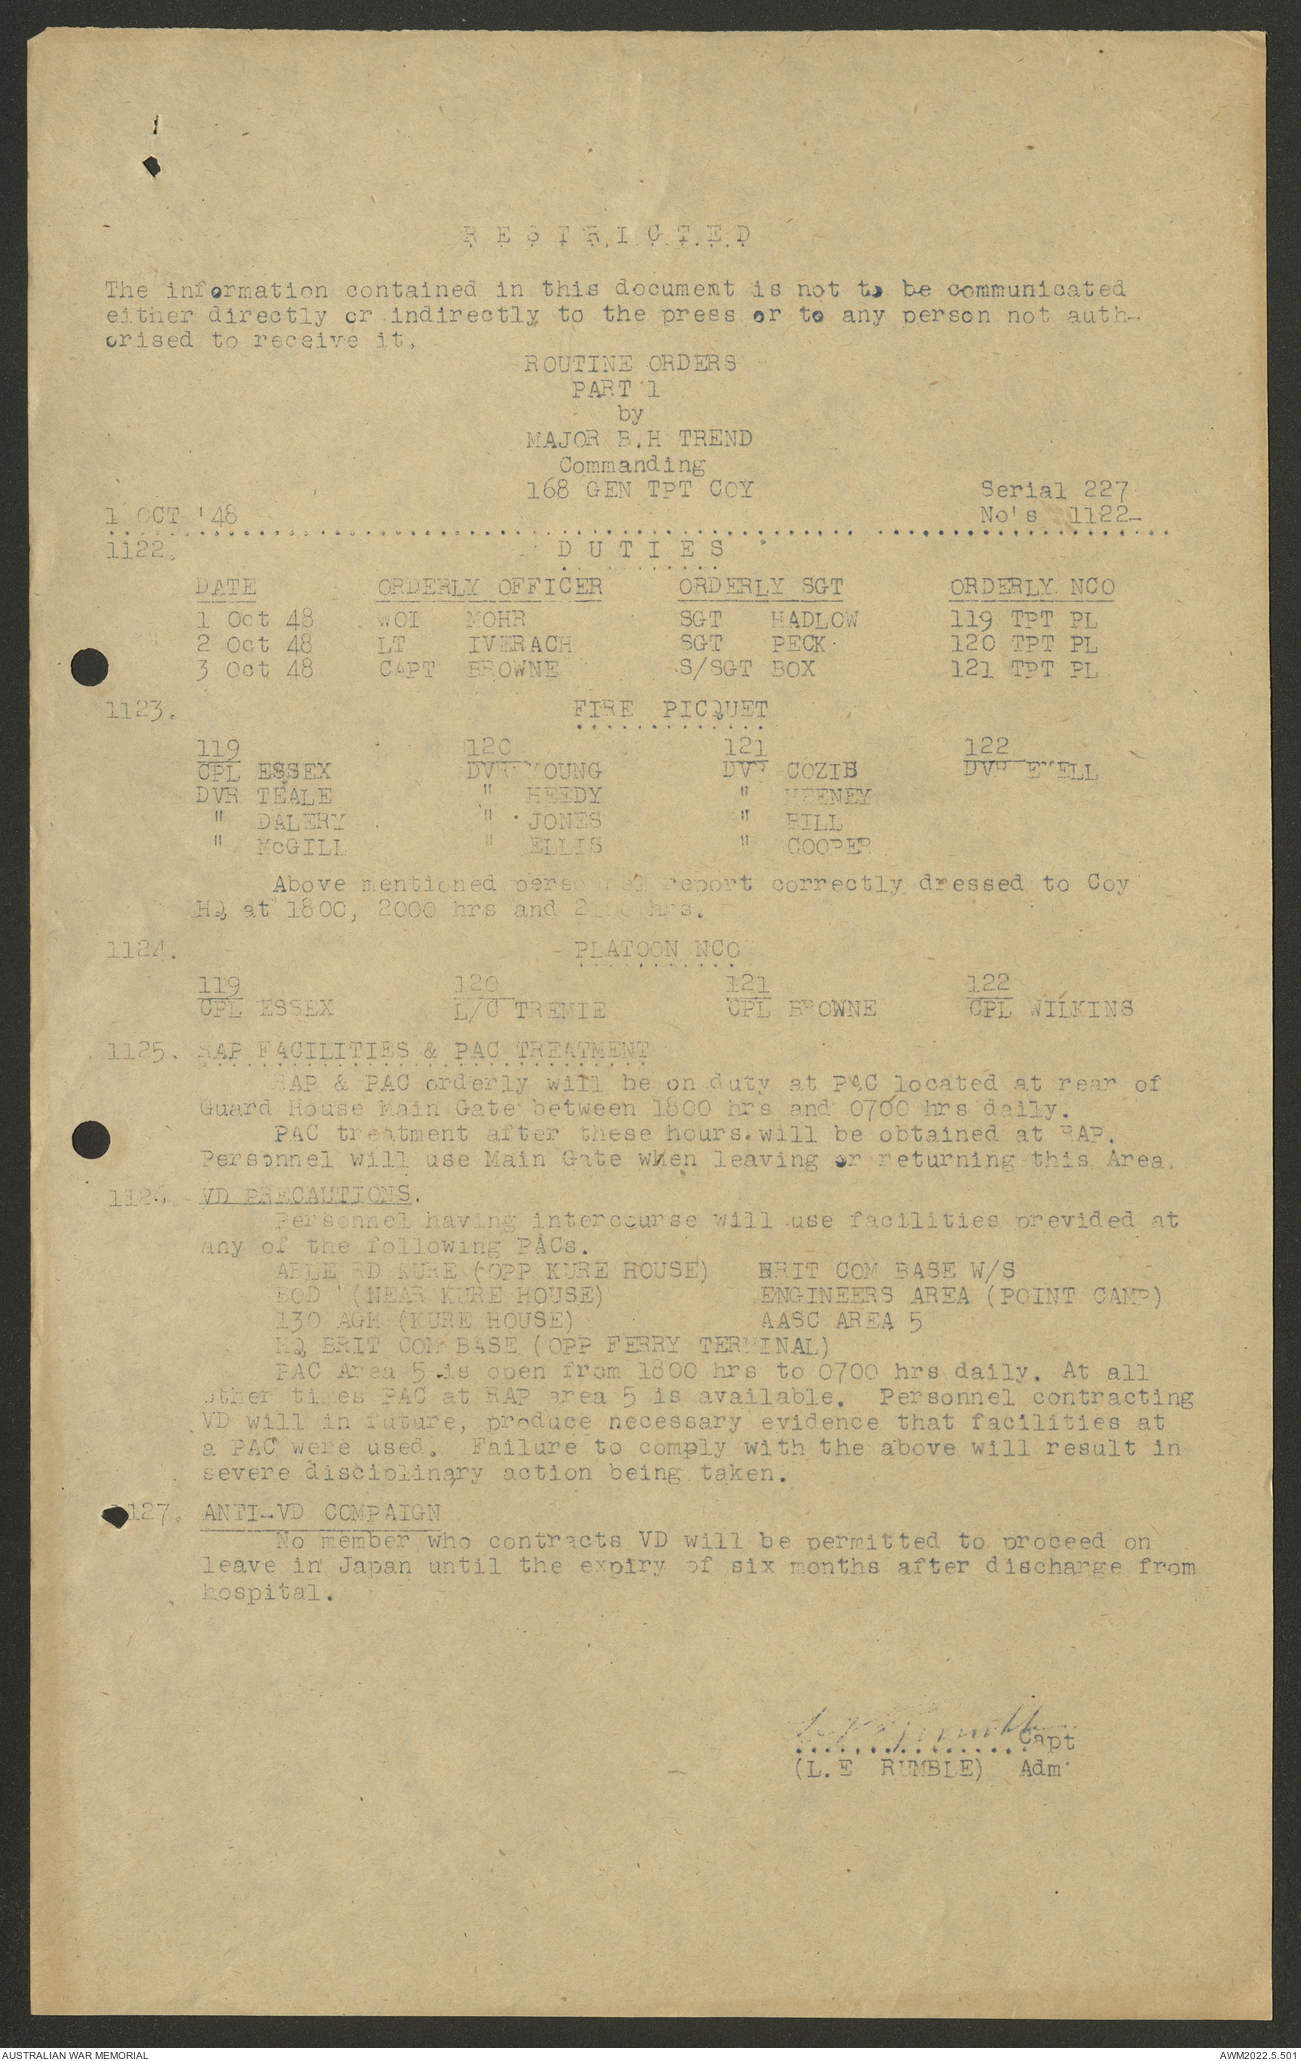 R E S T R I C T E D
The information contained in this document is not to be communicated
either directly or indirectly to the press or to any person not auth-
orised to receive it.
ROUTINE ORDERS
PART 1
by
MAJOR B.H TREND
Commanding
168 GEN TPT COY Serial 227
1 OCT '48 No's 1122-
1122. D U T I E S
DATE ORDERLY OFFICER ORDERLY SGT ORDERLY NCO
1 Oct 48 WOI MOHR SGT HADLOW 119 TPT PL
2 Oct 48 LT IVERACH SGT PECK 120 TPT PL
3 Oct 48 CAPT BROWNE S/SGT BOX 121 TPT PL
1123. FIRE PICQUET
119 120 121 122
CPL ESSEX DVR YOUNG DVR COZIB DVR
DVR TEALE " HEEDY "
" DALERY " JONES "
" McGILL " ELLIS " COOPER
Above mentioned personnel report correctly dressed to Coy
HQ at 1800, 2000 hrs and hrs.
1124. PLATOON NCO
119 120 121 122
CPL ESSEX L/C TREMIE CPL BROWNE CPL WILKINS
1125. RAP FACILITIES & PAC TREATMENT
RAP & PAC orderly will be on duty at PAC located at rear of
Guard House Main Gate between 1800 hrs and 0700 hrs daily.
PAC treatment after these hours will be obtained at RAP.
Personnel will use Main Gate when leaving or returning this Area.
1126. VD PRECAUTIONS.
Personnel having intercourse will use facilities previded at
any of the following PACs.
ABLE RD KURE (OPP KURE HOUSE) BRIT COM BASE W/S
BOD (NEAR KURE HOUSE) ENGINEERS AREA (POINT CAMP)
130 AGH (KURE HOUSE) AASC AREA 5
HQ BRIT COM BASE (OPP FERRY TERMINAL)
PAC Area 5 is open from 1800 hrs to 0700 hrs daily. At all
other times PAC at RAP area 5 is available. Personnel contracting
VD will in future, produce necessary evidence that facilities at
a PAC were used. Failure to comply with the above will result in
severe disciplinary action being taken.
1127. ANTI-VD COMPAIGN
No member who contracts VD will be permitted to proceed on
leave in Japan until the expiry of six months after discharge from
hospital.
Capt
(L.E RUMBLE) Adm
AUSTRALIAN WAR MEMORIAL AWM2022.5.501